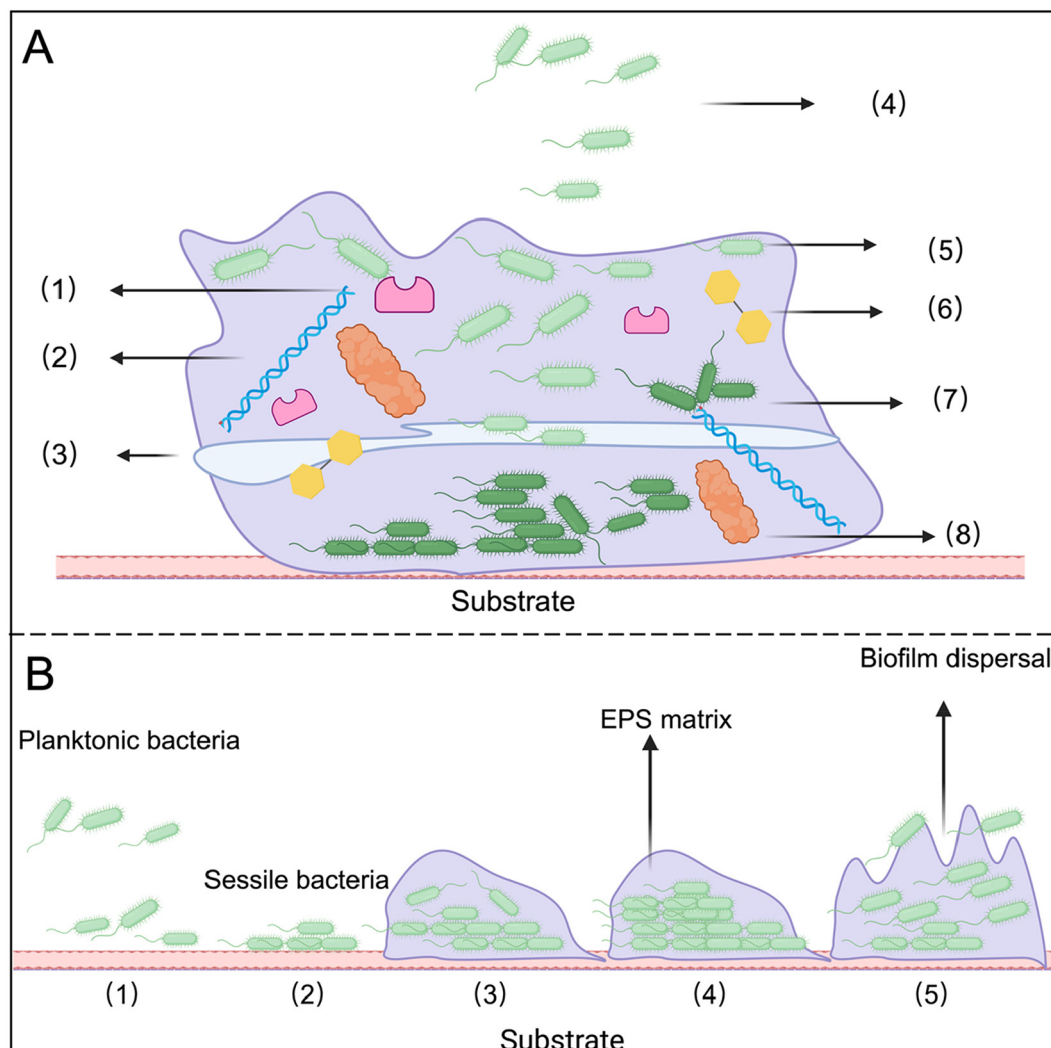 A
(4)
(1)
(5)
(6)
(2)
(7)
(3)
(8)
Substrate
B
Biofilm dispersal
EPS matrix
Planktonic bacteria
Sessile bacteria
(1) (2) (3) (4) (5)
Substrate